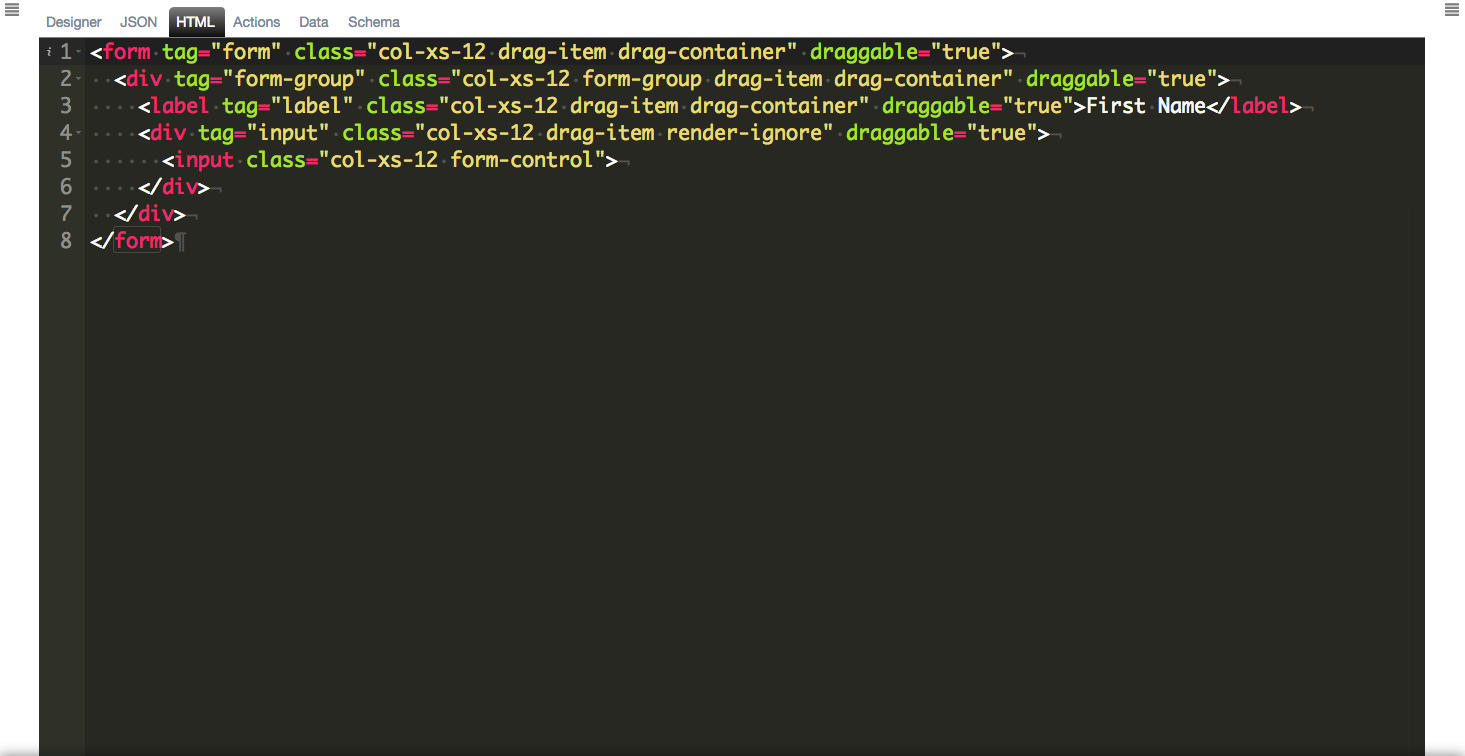 Designer JSON HTML Actions Data Schema
i 1 <form tag="form" class="col-xs-12 drag-item drag-container" draggable="true">¬
2 <div tag="form-group" class="col-xs-12 form-group drag-item drag-container" draggable="true">¬
3 <label tag="label" class="col-xs-12 drag-item drag-container" draggable="true">First Name</label>¬
4 <div tag="input" class="col-xs-12 drag-item render-ignore" draggable="true">¬
5 <input class="col-xs-12 form-control">¬
6 </div>¬
7 </div>¬
8 </form>¶